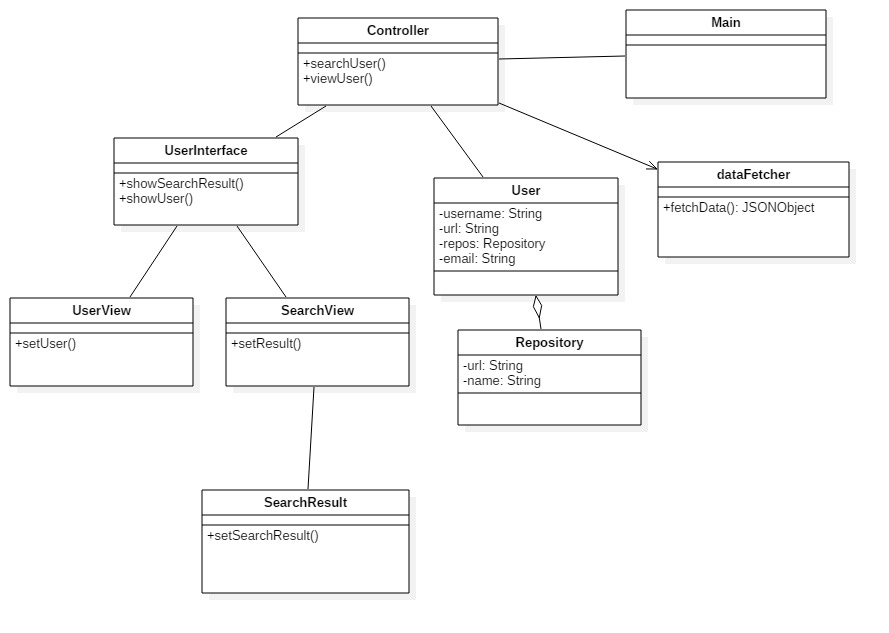 Controller
+searchUser()
+viewUser()
Main
UserInterface
+showSearchResult()
+showUser()
User
-username: String
-url: String
-repos: Repository
-email: String
dataFetcher
+fetchData(): JSONObject
UserView
+setUser()
SearchView
+setResult()
Repository
-url: String
-name: String
SearchResult
+setSearchResult()